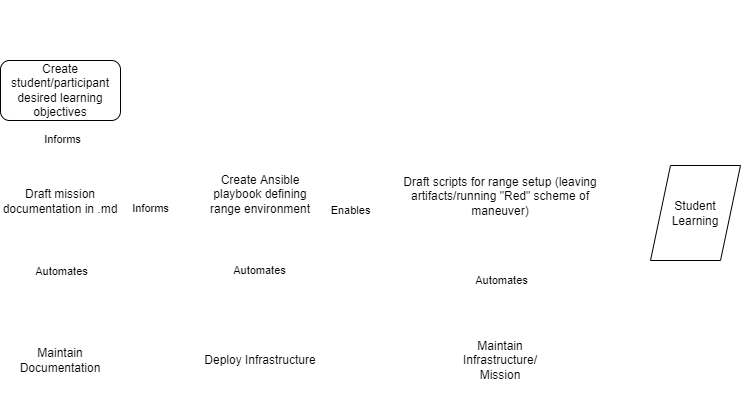 Create
student/participant
desired learning
objectives
Informs
Draft mission
documentation in .md
Informs
Create Ansible
playbook defining
range environment
Enables
Draft scripts for range setup (leaving
artifacts/running "Red" scheme of
maneuver)
Student
Learning
Automates
Automates
Automates
Maintain
Documentation
Deploy Infrastructure
Maintain
Infrastructure/
Mission